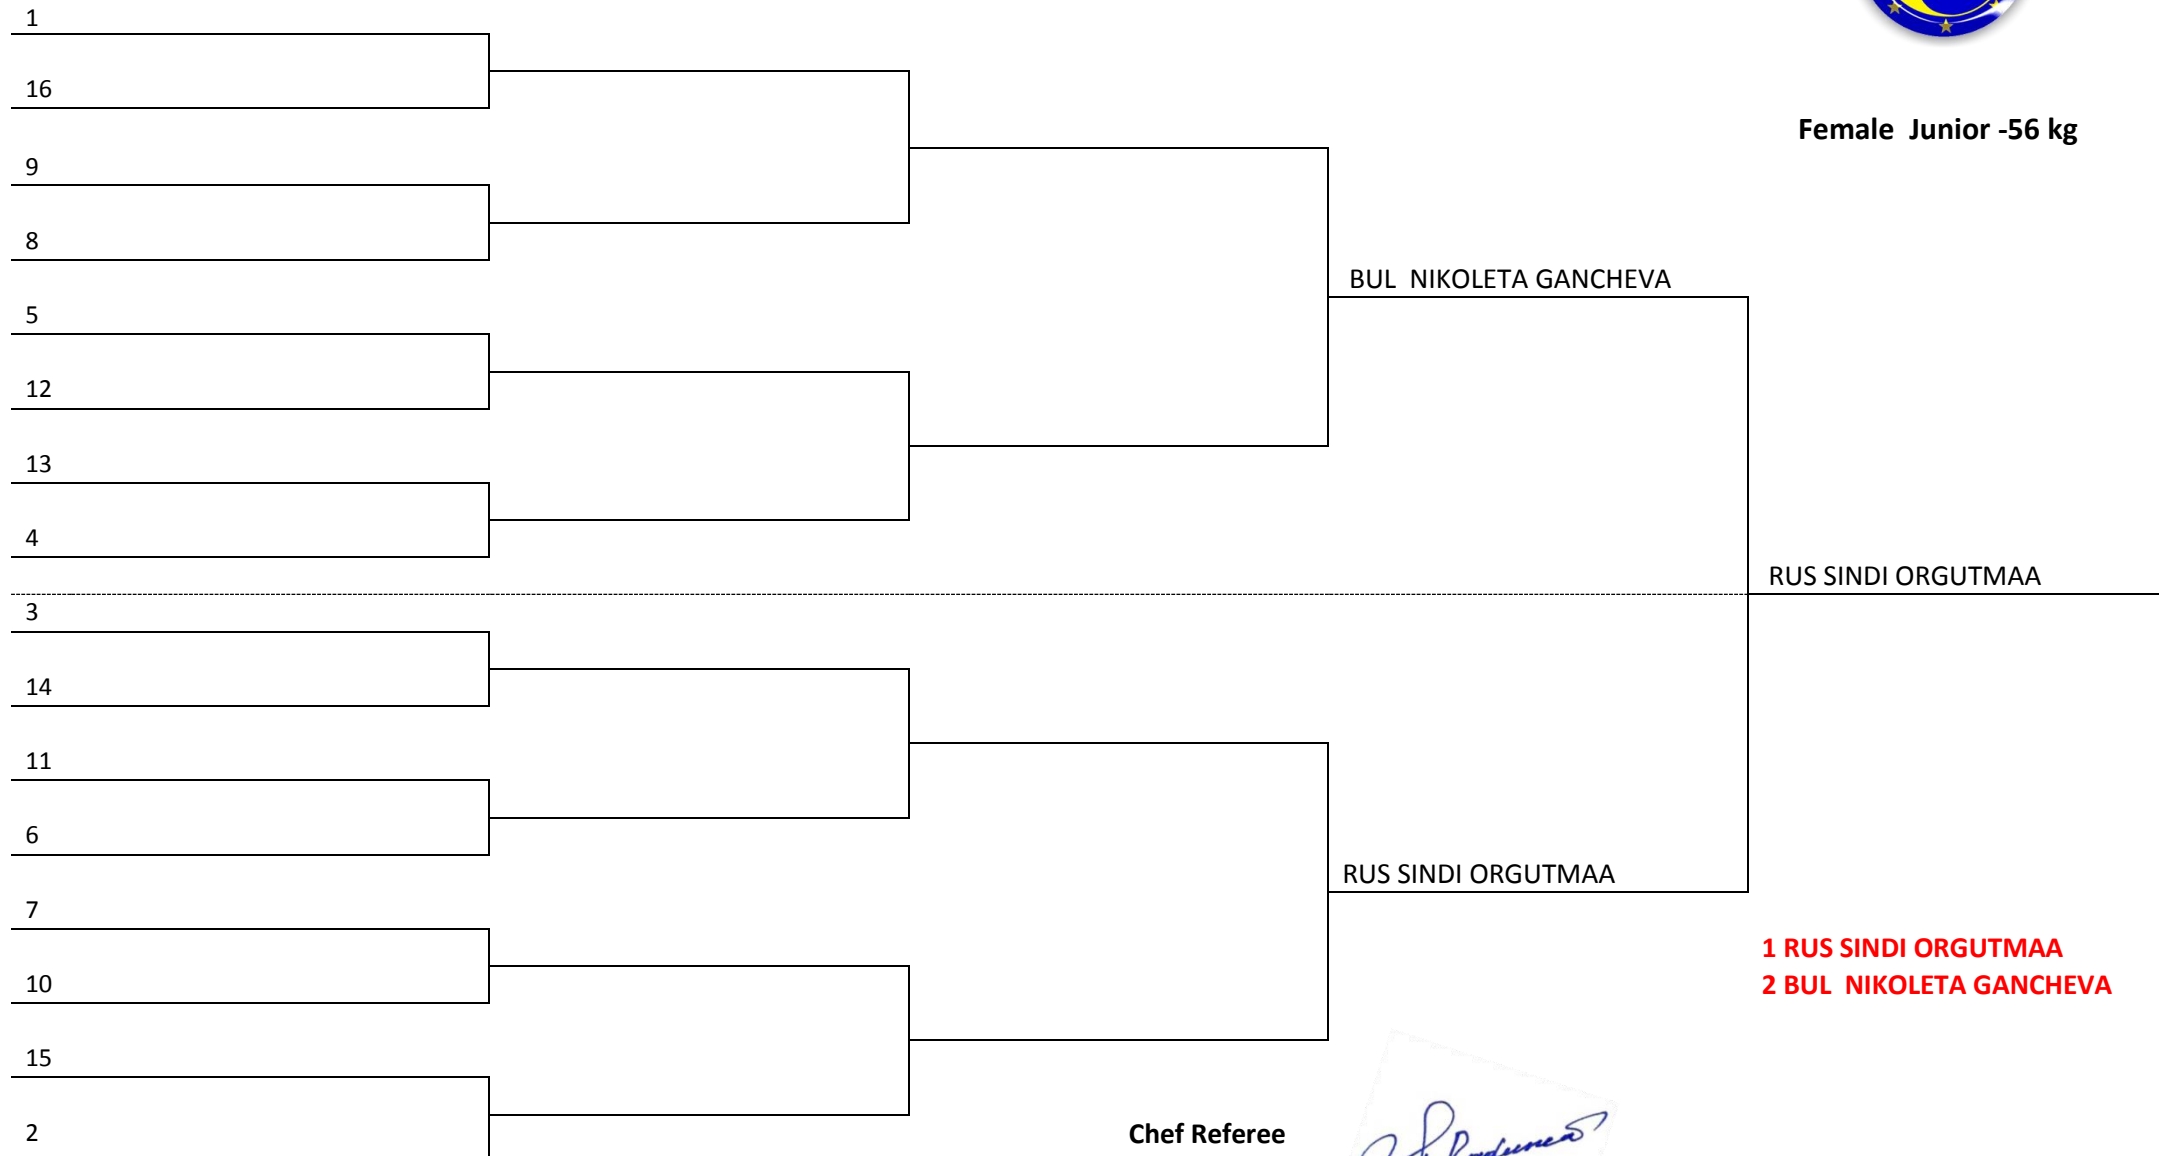 1
16
Female  Junior -56 kg
9
8
BUL  NIKOLETA GANCHEVA
5
12
13
4
RUS SINDI ORGUTMAA
3
14
11
6
RUS SINDI ORGUTMAA
7
1 RUS SINDI ORGUTMAA
10
2 BUL  NIKOLETA GANCHEVA
15
2
Chef Referee